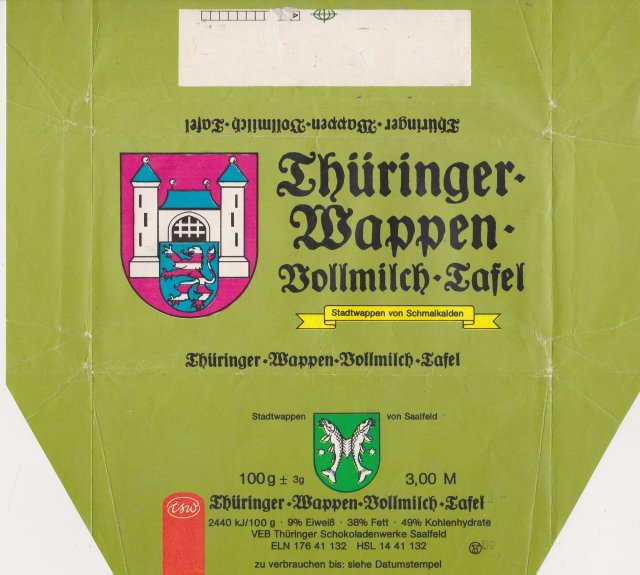 Thüringer·Wappen·Vollmilch·Tafel
Thüringer·
Wappen·
Vollmilch·Tafel
Stadtwappen von Schmalkalden
Thüringer·Wappen·Vollmilch·Tafel
Stadtwappen von Saalfeld
100g ± 3g 3,00 M
Thüringer·Wappen·Vollmilch·Tafel
tsw
2440 kJ/100 g · 9% Eiweiß · 38% Fett · 49% Kohlenhydrate
VEB Thüringer Schokoladenwerke Saalfeld
ELN 176 41 132 HSL 14 41 132
zu verbrauchen bis: siehe Datumstempel